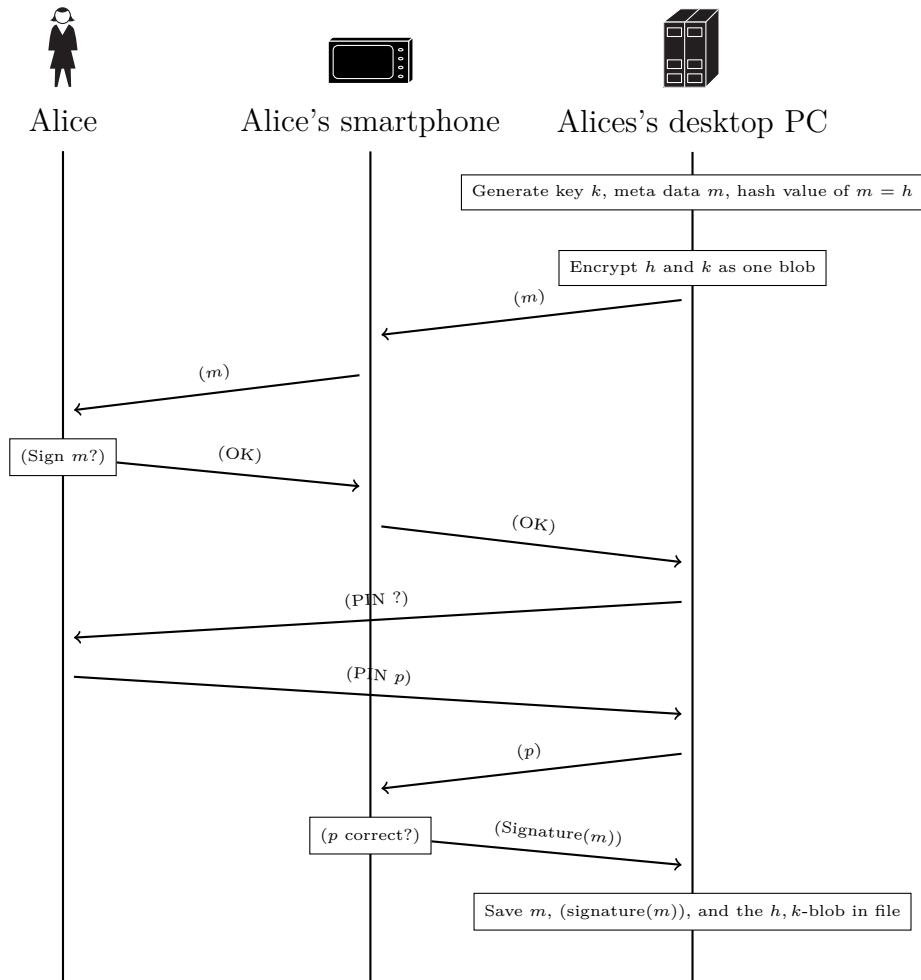 Alice
Alice's smartphone
Alices's desktop PC
Generate key k, meta data m, hash value of m = h
Encrypt h and k as one blob
(m)
(m)
(Sign m?)
(OK)
(OK)
(PIN ?)
(PIN p)
(p)
(p correct?)
(Signature(m))
Save m, (signature(m)), and the h, k-blob in file